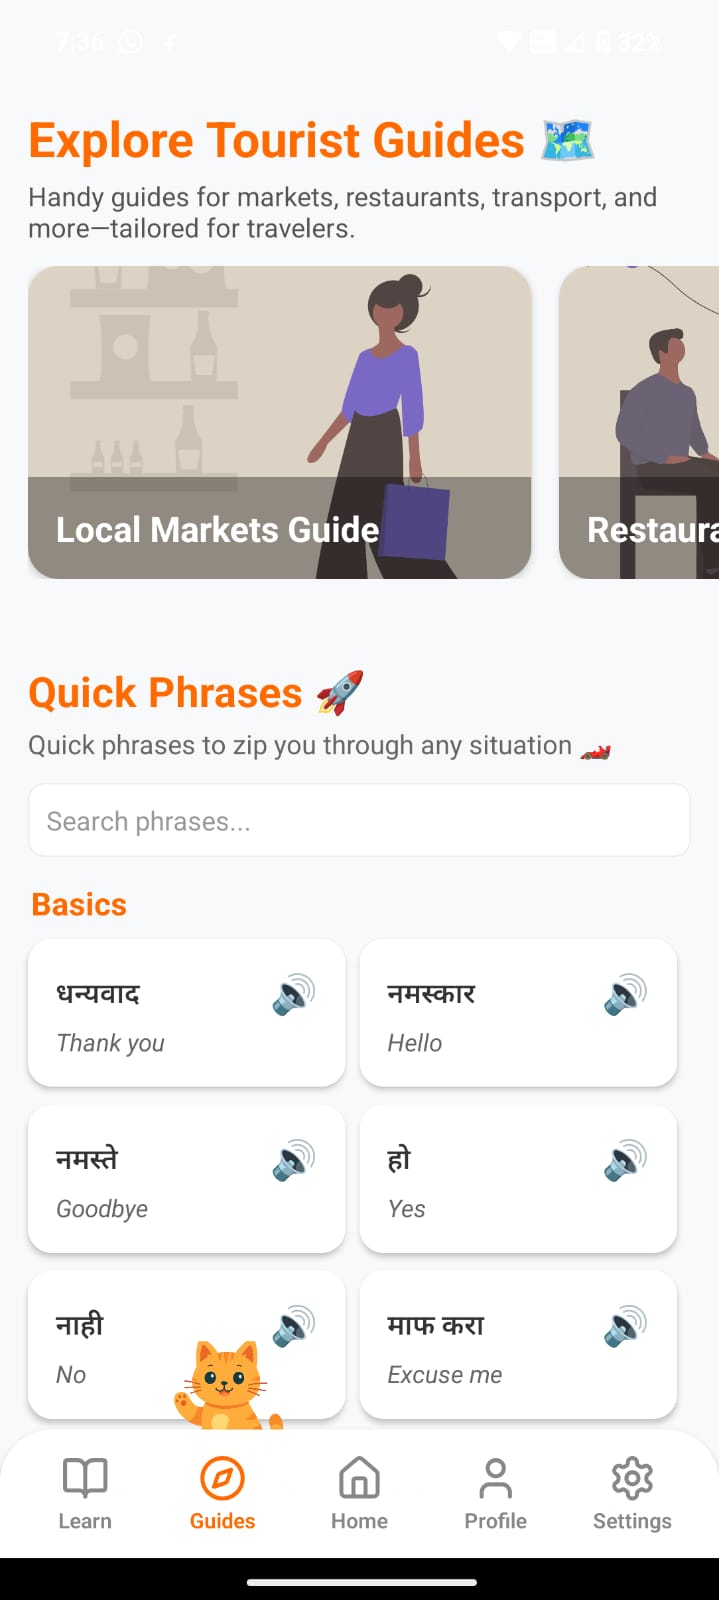 7:36
32%
Explore Tourist Guides 🗺️
Handy guides for markets, restaurants, transport, and
more—tailored for travelers.
Local Markets Guide
Restaura
Quick Phrases 🚀
Quick phrases to zip you through any situation 🏎️
Search phrases...
Basics
धन्यवाद
Thank you
नमस्कार
Hello
नमस्ते
Goodbye
हो
Yes
नाही
No
माफ करा
Excuse me
Learn
Guides
Home
Profile
Settings